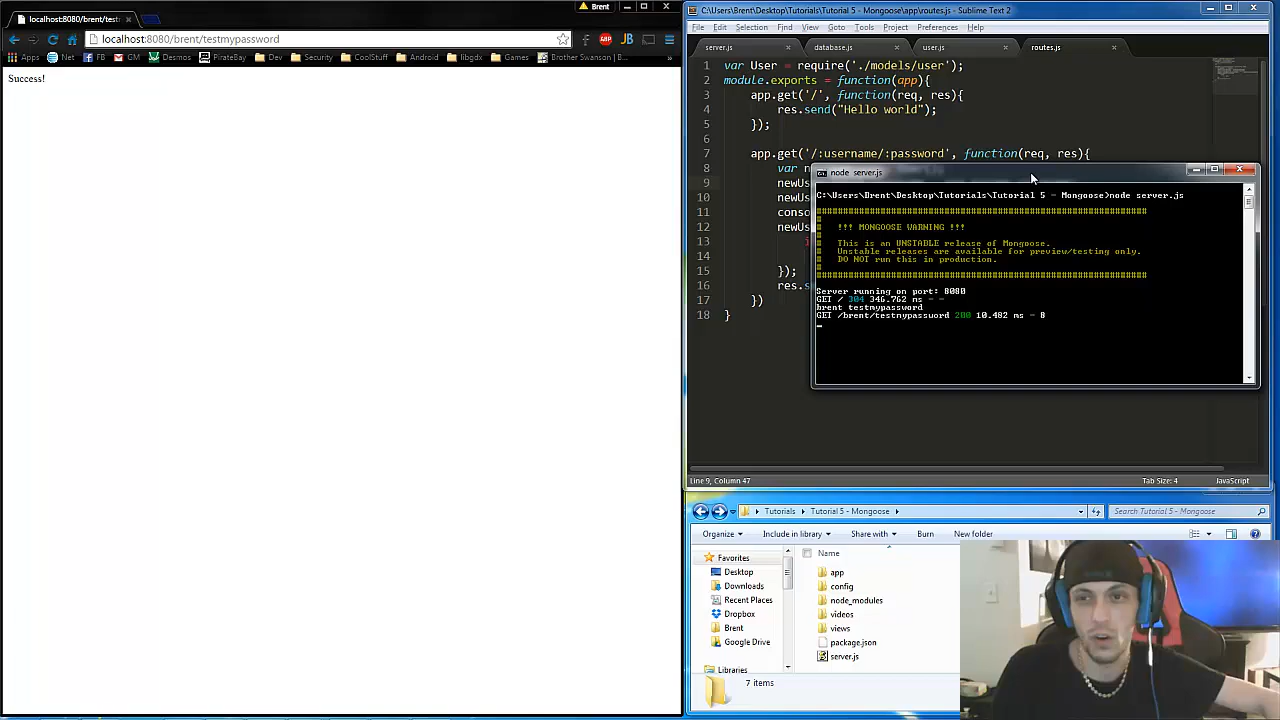 localhost:8080/brent/test
Brent
localhost:8080/brent/testmypassword
Apps
Net
FB
GM
Desmos
PirateBay
Dev
Security
CoolStuff
Android
libgdx
Games
Brother Swanson / B...
»
Success!
C:\Users\Brent\Desktop\Tutorials\Tutorial 5 - Mongoose\app\routes.js - Sublime Text 2
File Edit Selection Find View Goto Tools Project Preferences Help
server.js database.js user.js routes.js
1 var User = require('./models/user');
2 module.exports = function(app){
3 app.get('/', function(req, res){
4 res.send("Hello world");
5 });
6
7 app.get('/:username/:password', function(req, res){
8 var n
9 newUs
10 newUs
11 conso
12 newUs
13 i
14
15 });
16 res.s
17 })
18 }
node server.js
C:\Users\Brent\Desktop\Tutorials\Tutorial 5 - Mongoose>node server.js
# !!! MONGOOSE WARNING !!!
# This is an UNSTABLE release of Mongoose.
# Unstable releases are available for preview/testing only.
# DO NOT run this in production.
Server running on port: 8080
GET / 304 346.762 ms - -
brent testmypassword
GET /brent/testmypassword 200 10.482 ms - 8
Line 9, Column 47
Tab Size: 4
JavaScript
Tutorials Tutorial 5 - Mongoose
Search Tutorial 5 - Mongoose
Organize Include in library Share with Burn New folder
Favorites
Desktop
Downloads
Recent Places
Dropbox
Brent
Google Drive
Libraries
Name
app
config
node_modules
videos
views
package.json
server.js
7 items